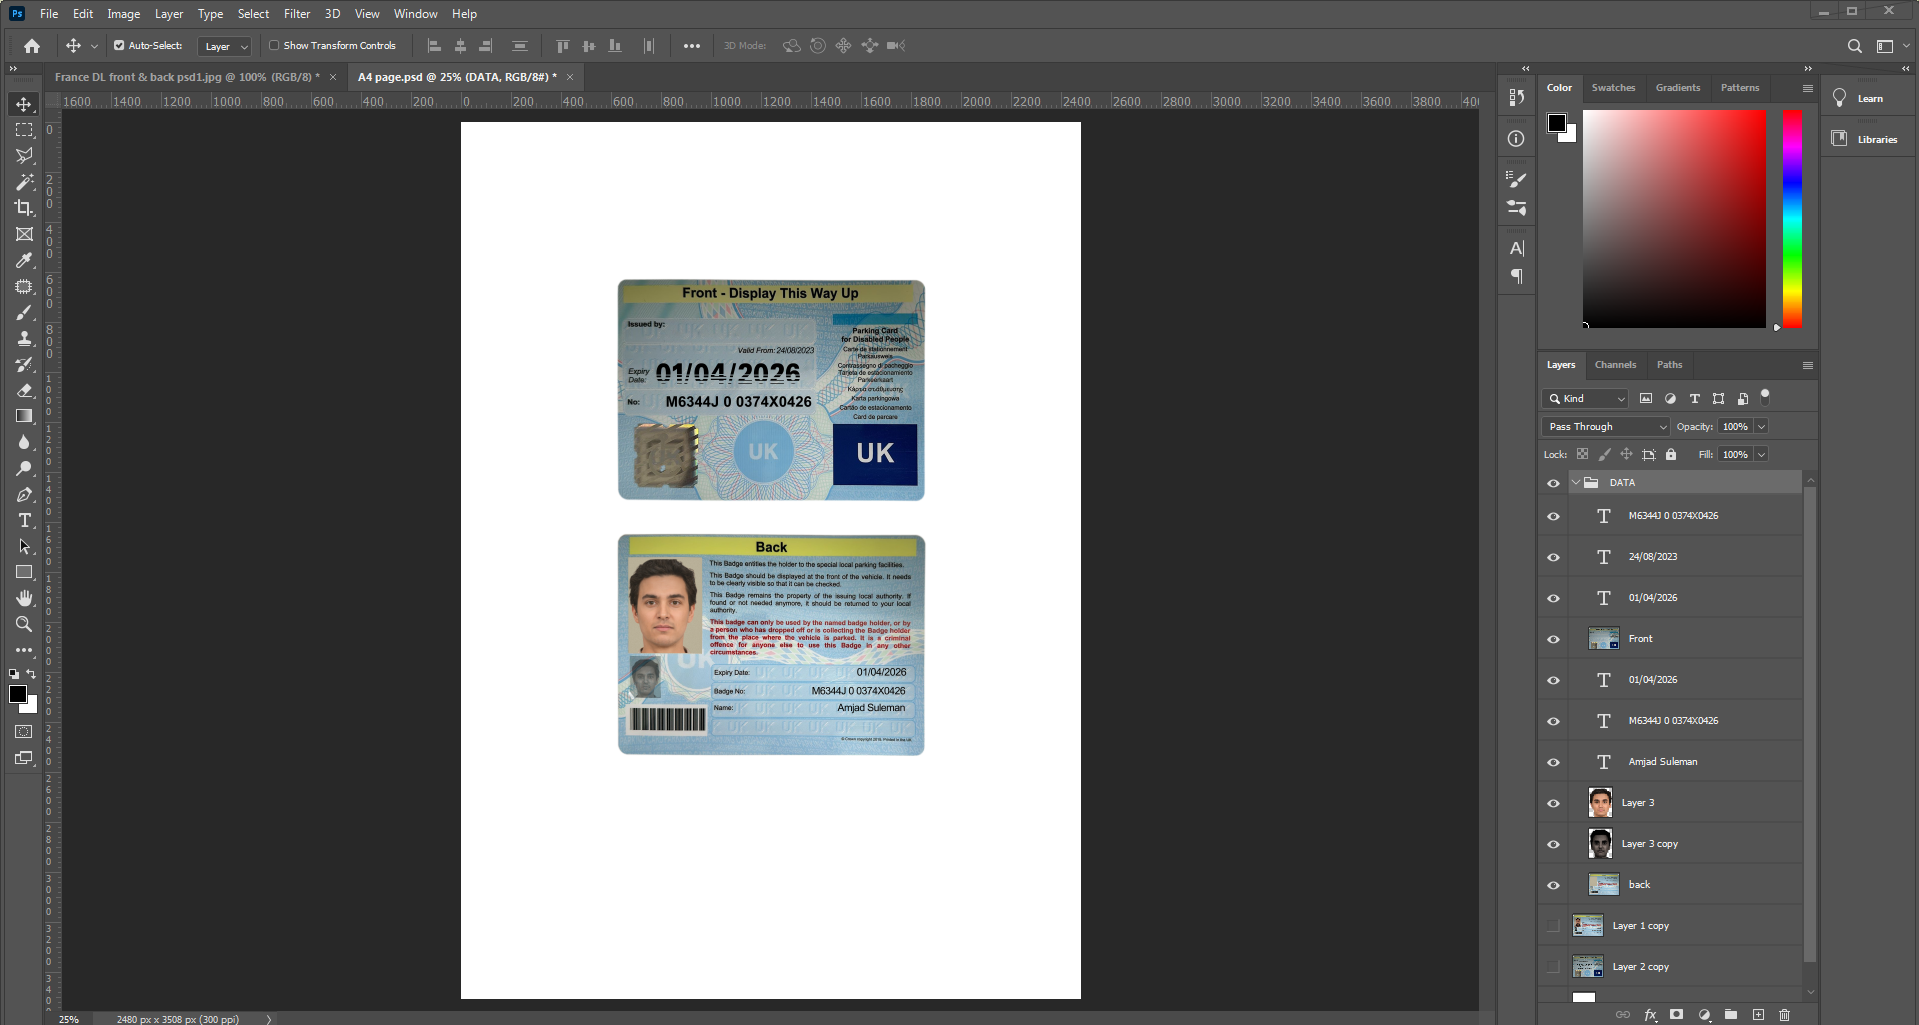 Ps File Edit Image Layer Type Select Filter 3D View Window Help
Auto-Select: Layer Show Transform Controls 3D Mode:
France DL front & back psd1.jpg @ 100% (RGB/8) * × A4 page.psd @ 25% (DATA, RGB/8#) * ×
1600 1400 1200 1000 800 600 400 200 0 200 400 600 800 1000 1200 1400 1600 1800 2000 2200 2400 2600 2800 3000 3200 3400 3600 3800
Front - Display This Way Up
Issued by:
Valid From: 24/08/2023
Expiry Date: 01/04/2026
No: M6344J 0 0374X0426
Parking Card
for Disabled People
Carte de stationnement
Parkausweis
Contrassegno di parcheggio
Tarjeta de estacionamiento
Parkeerkaart
Κάρτα στάθμευσης
Karta parkingowa
Cartão de estacionamento
Card de parcare
UK
UK
Back
This Badge entitles the holder to the special local parking facilities.
This Badge should be displayed at the front of the vehicle. It needs
to be clearly visible so that it can be checked.
This Badge remains the property of the issuing local authority. If
found or not needed anymore, it should be returned to your local
authority.
This badge can only be used by the named badge holder, or by
a person who has dropped off or is collecting the Badge holder
from the place where the vehicle is parked. It is a criminal
offence for anyone else to use this Badge in any other
circumstances.
Expiry Date: 01/04/2026
Badge No: M6344J 0 0374X0426
Name: Amjad Suleman
© Crown copyright 2019. Printed in the UK
Color Swatches Gradients Patterns
Learn
Libraries
Layers Channels Paths
Kind
Pass Through Opacity: 100%
Lock: Fill: 100%
DATA
M6344J 0 0374X0426
24/08/2023
01/04/2026
Front
01/04/2026
M6344J 0 0374X0426
Amjad Suleman
Layer 3
Layer 3 copy
back
Layer 1 copy
Layer 2 copy
25% 2480 px x 3508 px (300 ppi)